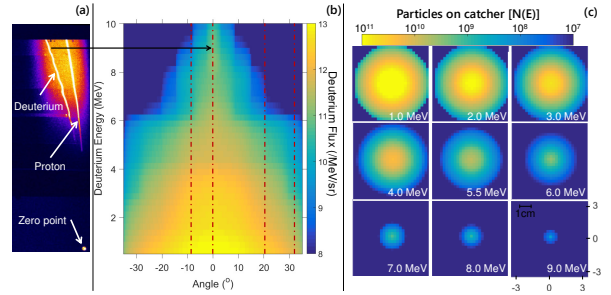 (a)
Deuterium
Proton
Zero point
(b)
Deuterium Energy (MeV)
10
8
6
4
2
-30 -20 -10 0 10 20 30
Angle (°)
13
12
11
10
9
8
Deuterium Flux (/MeV/sr)
Particles on catcher [N(E)]
(c)
10¹¹ 10¹⁰ 10⁹ 10⁸ 10⁷
1.0 MeV 2.0 MeV 3.0 MeV
4.0 MeV 5.5 MeV 6.0 MeV
7.0 MeV 8.0 MeV 9.0 MeV
1cm
3
0
-3
-3 0 3